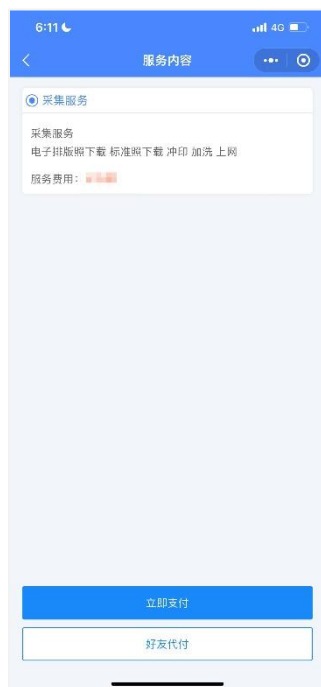 6:11
4G
服务内容
采集服务
采集服务
电子排版照下载 标准照下载 冲印 加洗 上网
服务费用：
立即支付
好友代付